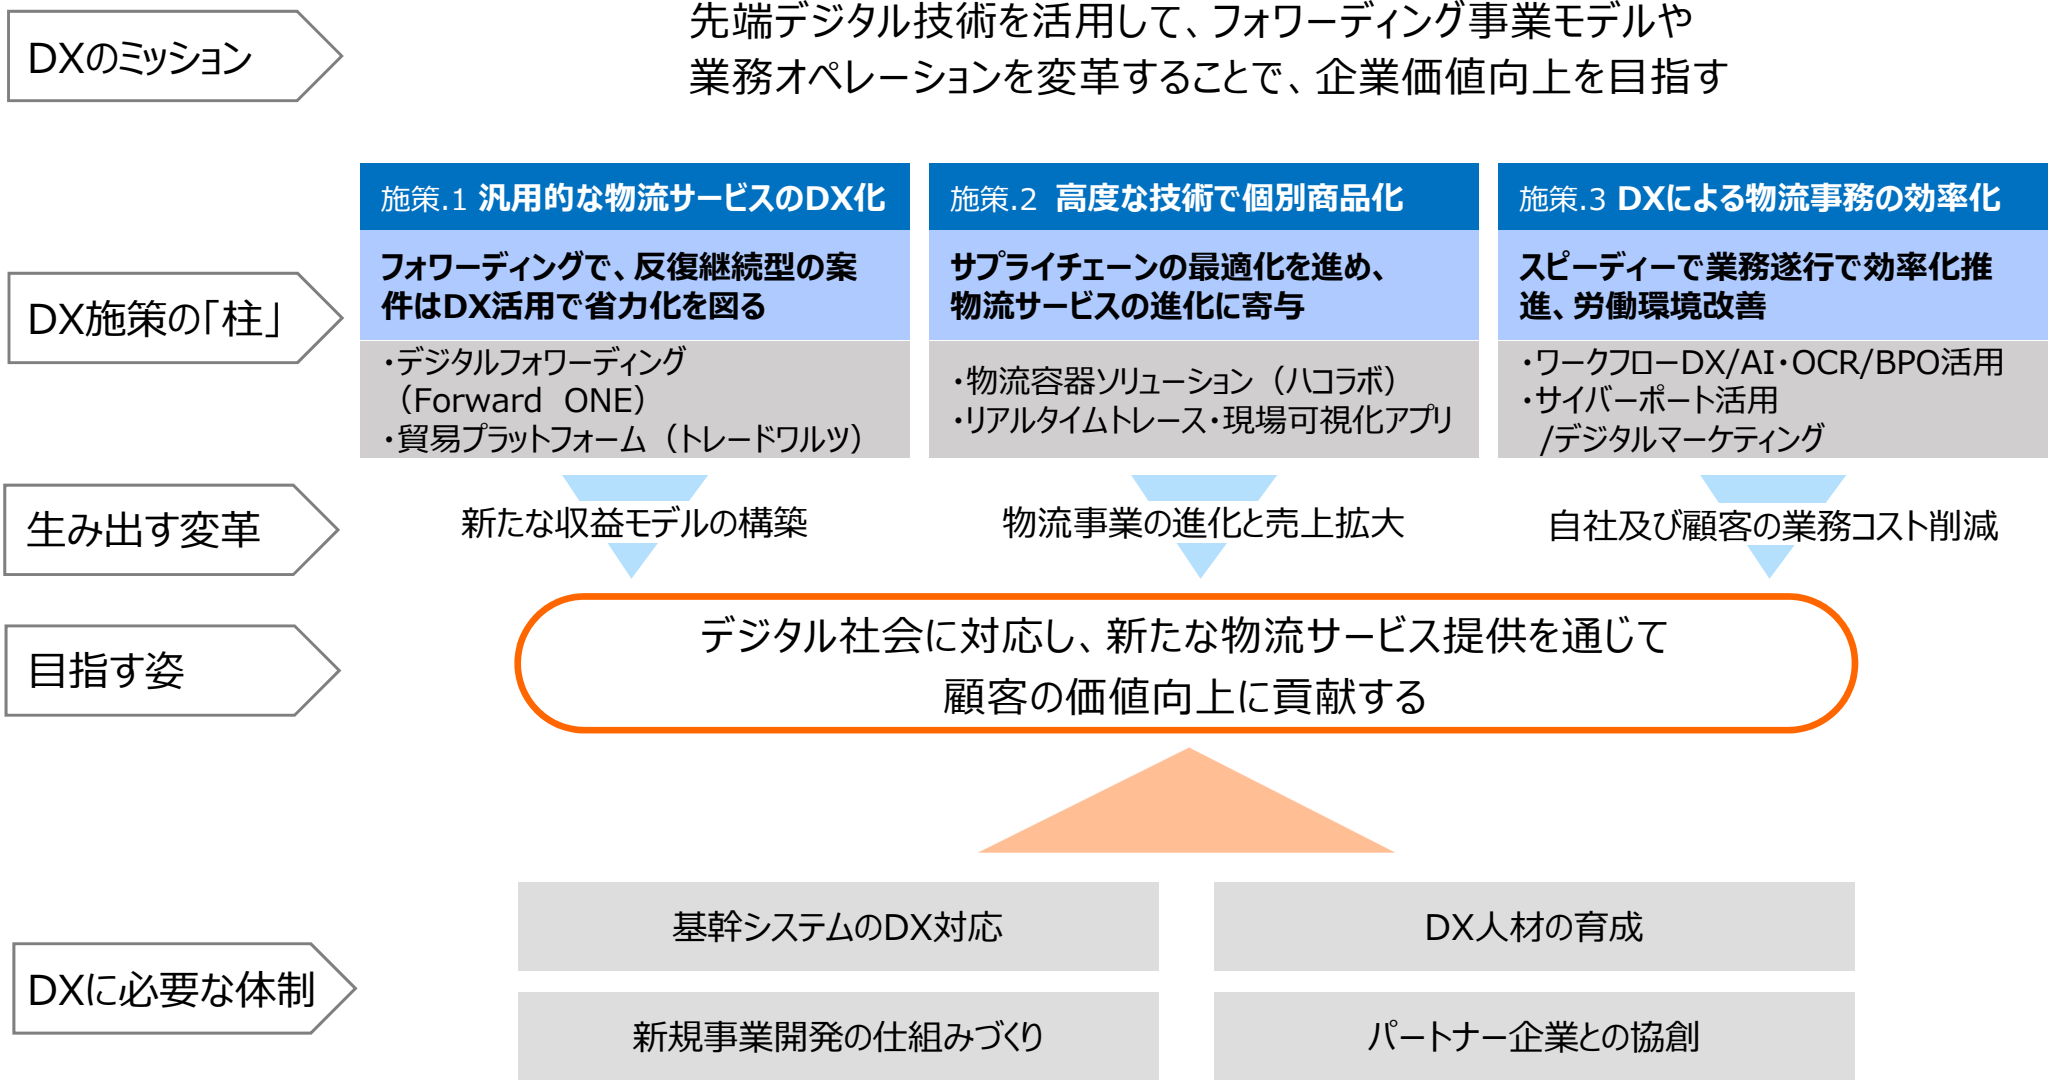 DXのミッション
先端デジタル技術を活用して、フォワーディング事業モデルや
業務オペレーションを変革することで、企業価値向上を目指す
DX施策の「柱」
施策.1 汎用的な物流サービスのDX化
フォワーディングで、反復継続型の案
件はDX活用で省力化を図る
・デジタルフォワーディング
（Forward ONE）
・貿易プラットフォーム（トレードワルツ）
施策.2 高度な技術で個別商品化
サプライチェーンの最適化を進め、
物流サービスの進化に寄与
・物流容器ソリューション（ハコラボ）
・リアルタイムトレース・現場可視化アプリ
施策.3 DXによる物流事務の効率化
スピーディーで業務遂行で効率化推
進、労働環境改善
・ワークフローDX/AI・OCR/BPO活用
・サイバーポート活用
/デジタルマーケティング
生み出す変革
新たな収益モデルの構築
物流事業の進化と売上拡大
自社及び顧客の業務コスト削減
目指す姿
デジタル社会に対応し、新たな物流サービス提供を通じて
顧客の価値向上に貢献する
DXに必要な体制
基幹システムのDX対応
DX人材の育成
新規事業開発の仕組みづくり
パートナー企業との協創